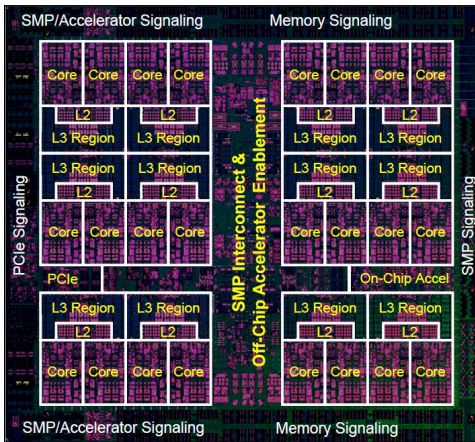 SMP/Accelerator Signaling Memory Signaling
Core Core Core Core Core Core Core Core
L2 L2 L2 L2
L3 Region L3 Region L3 Region L3 Region
L3 Region L3 Region L3 Region L3 Region
L2 L2 L2 L2
Core Core Core Core Core Core Core Core
PCIe Signaling
SMP Interconnect &
Off-Chip Accelerator Enablement
SMP Signaling
PCIe On-Chip Accel
L3 Region L3 Region L3 Region L3 Region
L2 L2 L2 L2
Core Core Core Core Core Core Core Core
SMP/Accelerator Signaling Memory Signaling